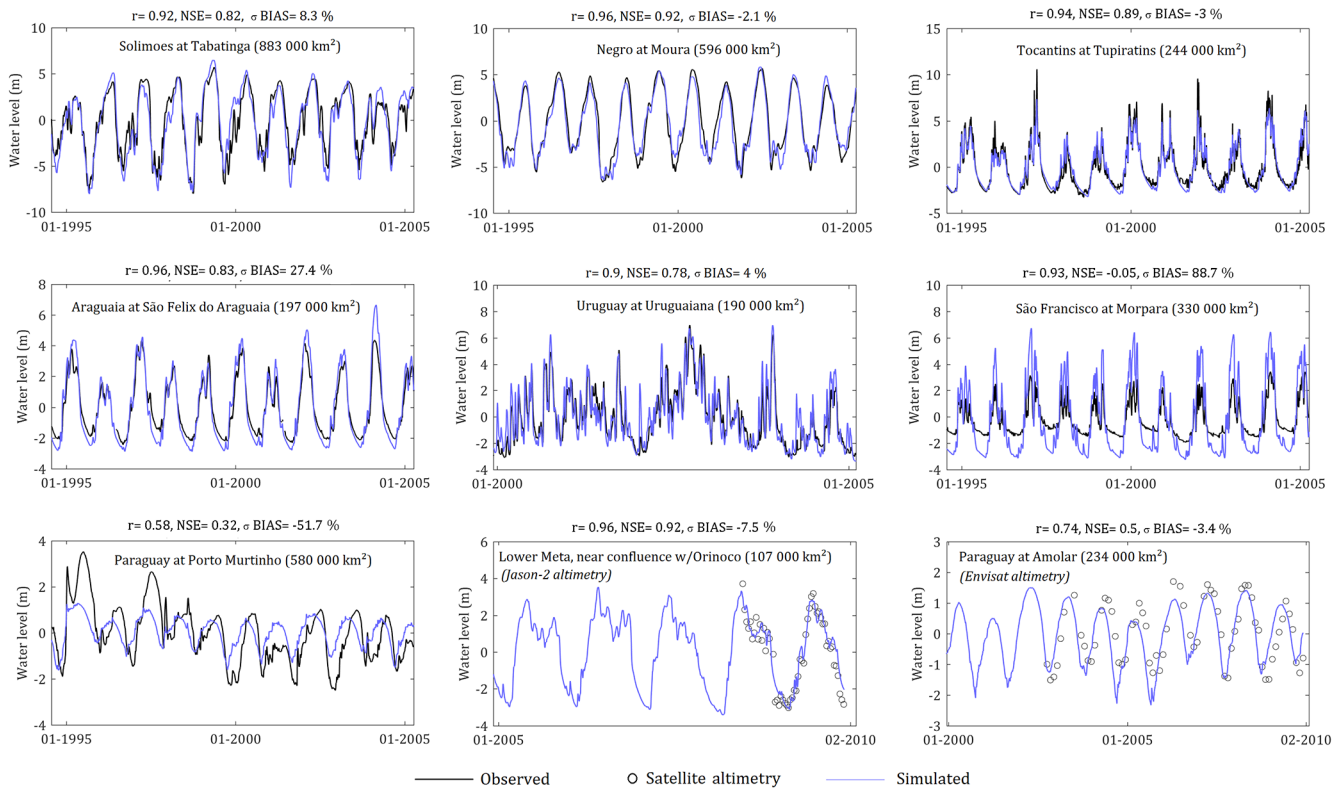 r= 0.92, NSE= 0.82, σ BIAS= 8.3 %
Solimoes at Tabatinga (883 000 km²)
Water level (m)
10
5
0
-5
-10
01-1995
01-2000
01-2005
r= 0.96, NSE= 0.92, σ BIAS= -2.1 %
Negro at Moura (596 000 km²)
Water level (m)
10
5
0
-5
-10
01-1995
01-2000
01-2005
r= 0.94, NSE= 0.89, σ BIAS= -3 %
Tocantins at Tupiratins (244 000 km²)
Water level (m)
15
10
5
0
-5
01-1995
01-2000
01-2005
r= 0.96, NSE= 0.83, σ BIAS= 27.4 %
Araguaia at São Felix do Araguaia (197 000 km²)
Water level (m)
8
6
4
2
0
-2
-4
01-1995
01-2000
01-2005
r= 0.9, NSE= 0.78, σ BIAS= 4 %
Uruguay at Uruguaiana (190 000 km²)
Water level (m)
10
8
6
4
2
0
-2
-4
01-2000
01-2005
r= 0.93, NSE= -0.05, σ BIAS= 88.7 %
São Francisco at Morpara (330 000 km²)
Water level (m)
10
8
6
4
2
0
-2
-4
01-1995
01-2000
01-2005
r= 0.58, NSE= 0.32, σ BIAS= -51.7 %
Paraguay at Porto Murtinho (580 000 km²)
Water level (m)
4
2
0
-2
-4
01-1995
01-2000
01-2005
r= 0.96, NSE= 0.92, σ BIAS= -7.5 %
Lower Meta, near confluence w/Orinoco (107 000 km²)
(Jason-2 altimetry)
Water level (m)
6
4
2
0
-2
-4
01-2005
02-2010
r= 0.74, NSE= 0.5, σ BIAS= -3.4 %
Paraguay at Amolar (234 000 km²)
(Envisat altimetry)
Water level (m)
3
2
1
0
-1
-2
-3
01-2000
01-2005
02-2010
Observed
Satellite altimetry
Simulated